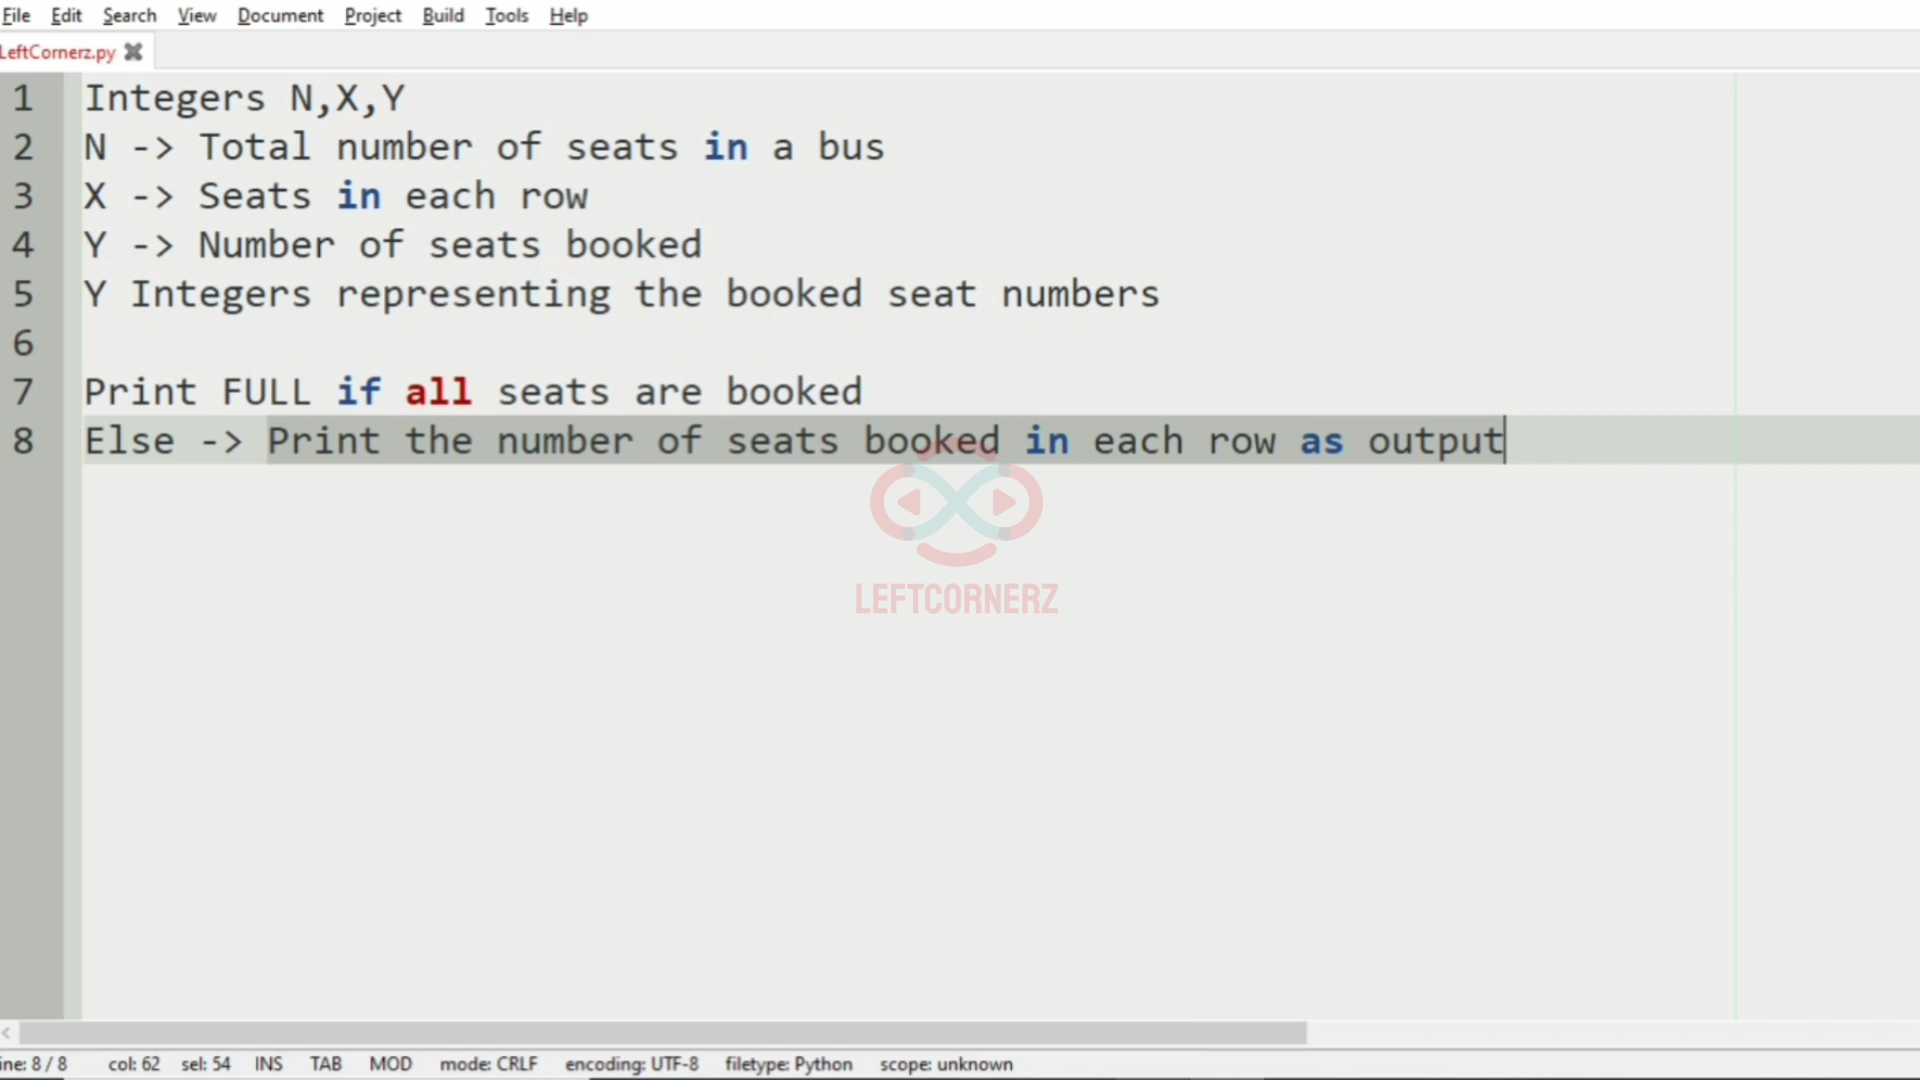 File Edit Search View Document Project Build Tools Help
LeftCornerz.py
1 Integers N,X,Y
2 N -> Total number of seats in a bus
3 X -> Seats in each row
4 Y -> Number of seats booked
5 Y Integers representing the booked seat numbers
6
7 Print FULL if all seats are booked
8 Else -> Print the number of seats booked in each row as output
LEFTCORNERZ
ine: 8 / 8 col: 62 sel: 54 INS TAB MOD mode: CRLF encoding: UTF-8 filetype: Python scope: unknown